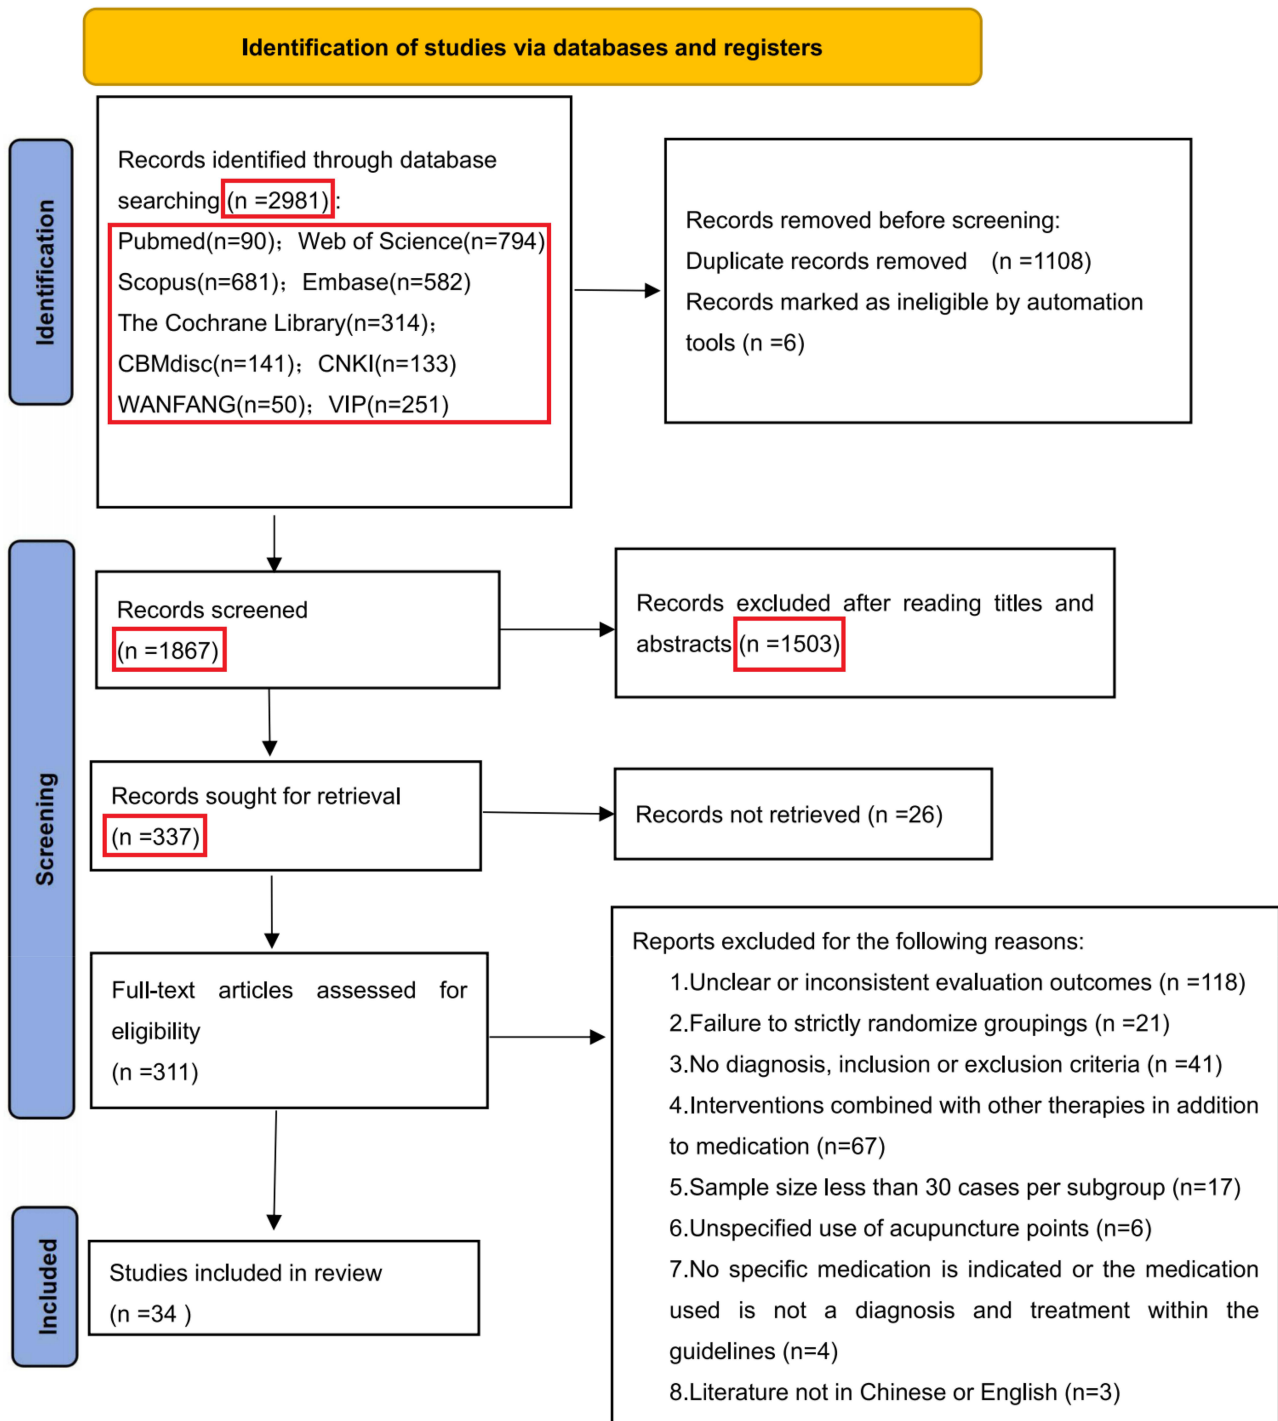 Identification of studies via databases and registers
Identification
Records identified through database
searching (n =2981) :
Pubmed(n=90)； Web of Science(n=794)
Scopus(n=681)； Embase(n=582)
The Cochrane Library(n=314)；
CBMdisc(n=141)； CNKI(n=133)
WANFANG(n=50)； VIP(n=251)
Records removed before screening:
Duplicate records removed (n =1108)
Records marked as ineligible by automation
tools (n =6)
Screening
Records screened
(n =1867)
Records excluded after reading titles and
abstracts (n =1503)
Records sought for retrieval
(n =337)
Records not retrieved (n =26)
Full-text articles assessed for
eligibility
(n =311)
Reports excluded for the following reasons:
1.Unclear or inconsistent evaluation outcomes (n =118)
2.Failure to strictly randomize groupings (n =21)
3.No diagnosis, inclusion or exclusion criteria (n =41)
4.Interventions combined with other therapies in addition
to medication (n=67)
5.Sample size less than 30 cases per subgroup (n=17)
6.Unspecified use of acupuncture points (n=6)
7.No specific medication is indicated or the medication
used is not a diagnosis and treatment within the
guidelines (n=4)
8.Literature not in Chinese or English (n=3)
Included
Studies included in review
(n =34 )